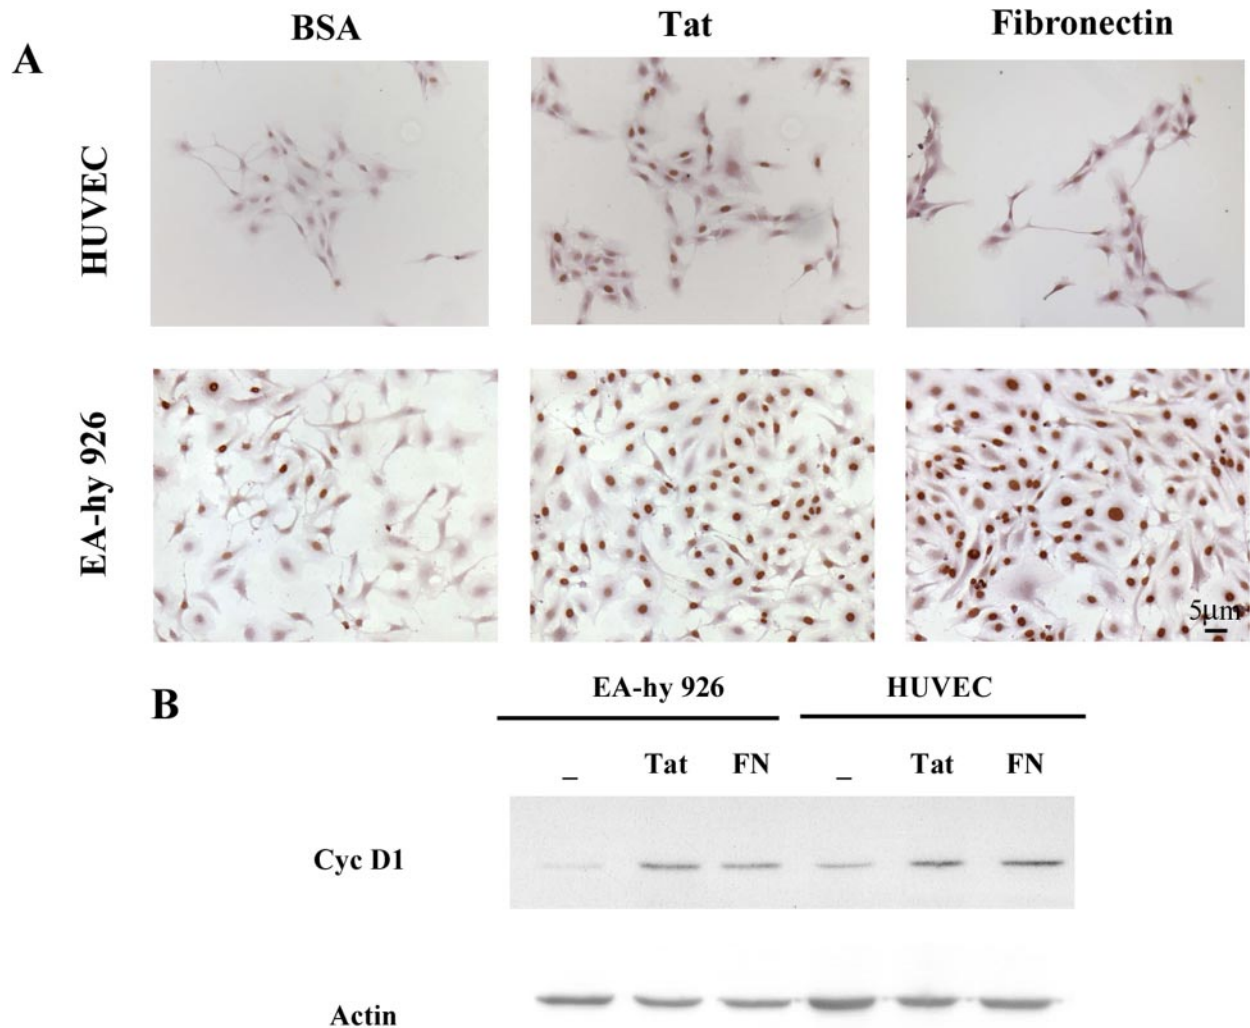 BSA Tat Fibronectin
A
HUVEC
EA-hy 926
5µm
B
EA-hy 926 HUVEC
– Tat FN – Tat FN
Cyc D1
Actin